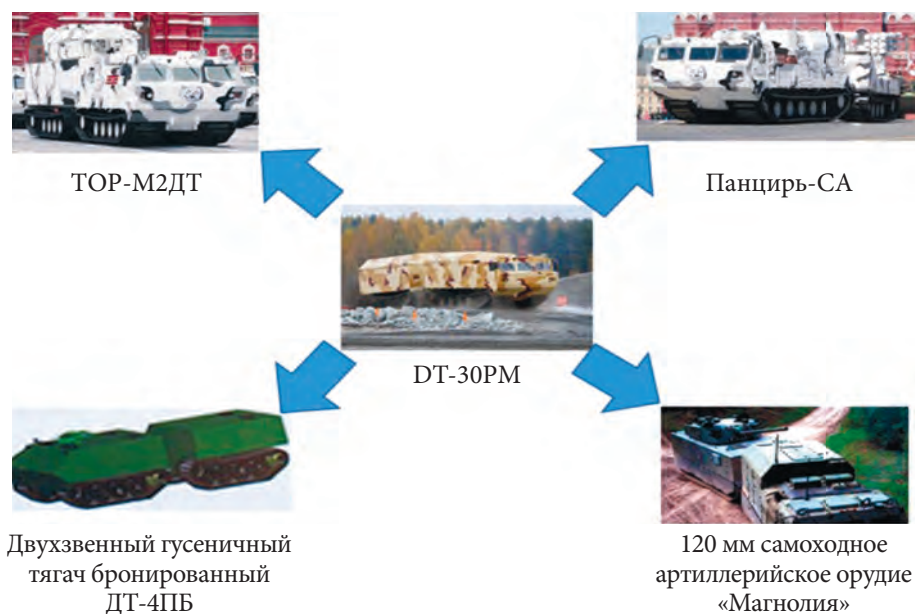 ТОР-М2ДТ
Панцирь-СА
DT-30PM
Двухзвенный гусеничный
тягач бронированный
ДТ-4ПБ
120 мм самоходное
артиллерийское орудие
«Магнолия»